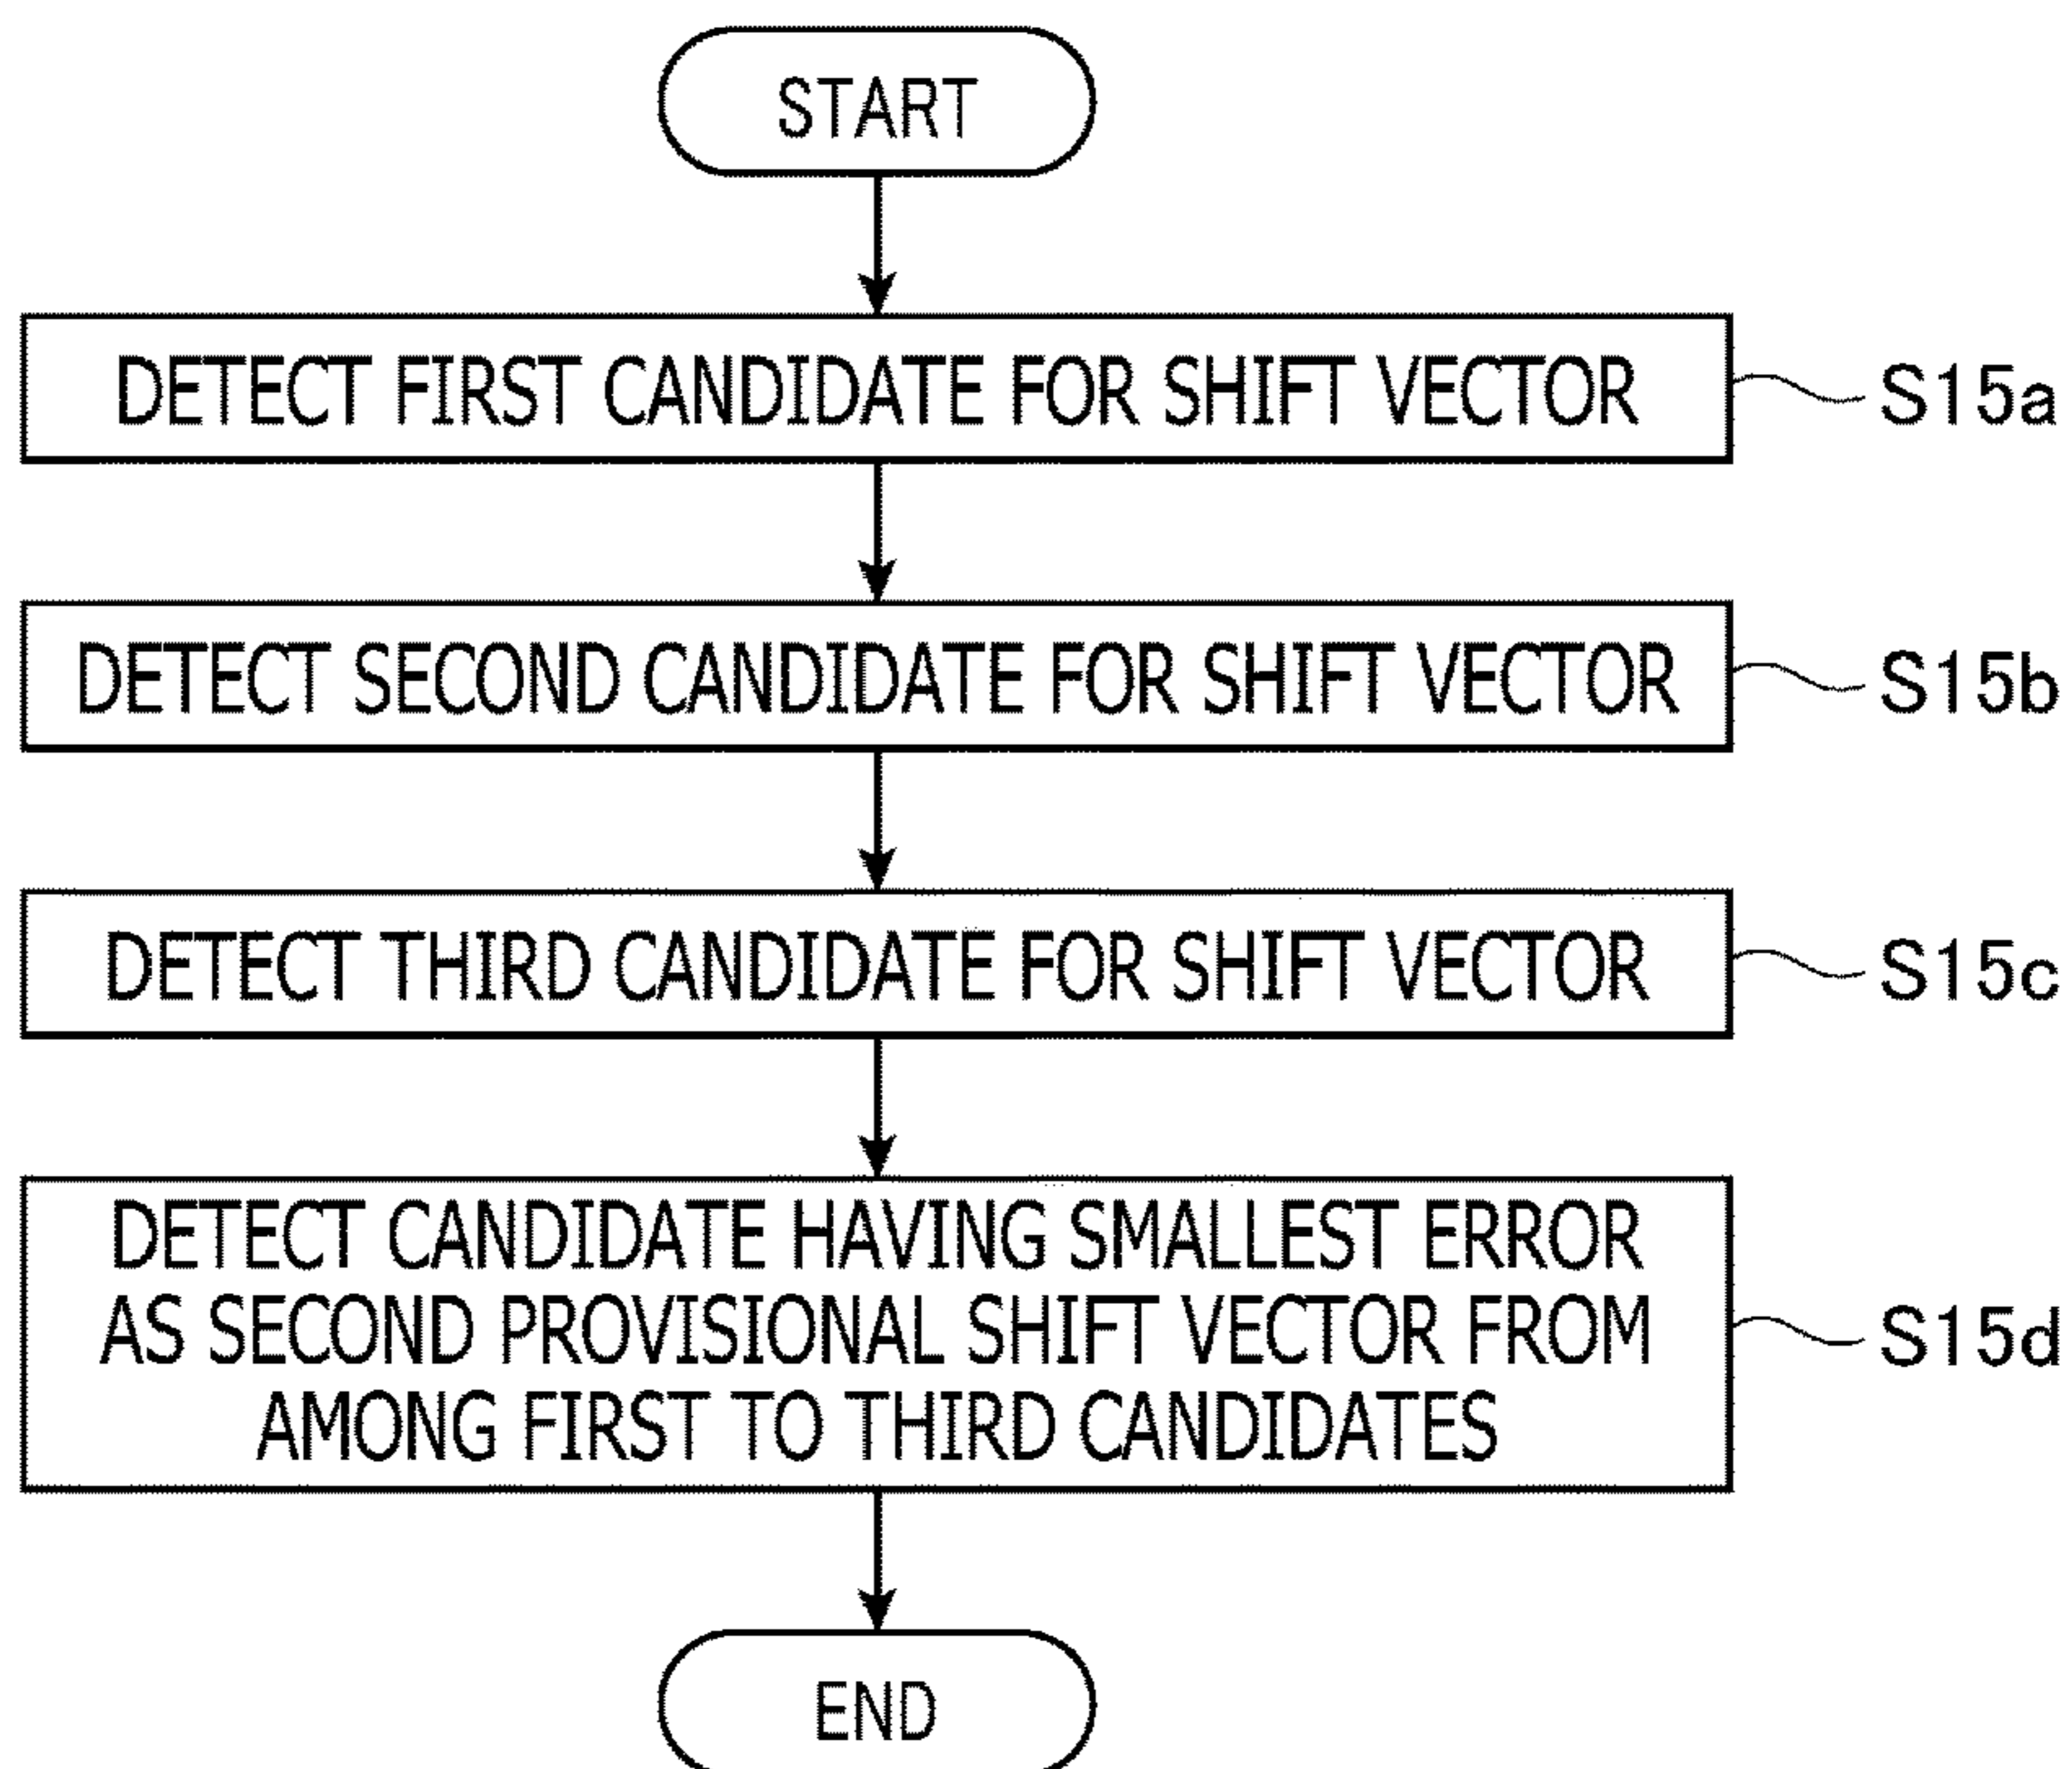 START
DETECT FIRST CANDIDATE FOR SHIFT VECTOR
S15a
DETECT SECOND CANDIDATE FOR SHIFT VECTOR
S15b
DETECT THIRD CANDIDATE FOR SHIFT VECTOR
S15c
DETECT CANDIDATE HAVING SMALLEST ERROR
AS SECOND PROVISIONAL SHIFT VECTOR FROM
AMONG FIRST TO THIRD CANDIDATES
S15d
END